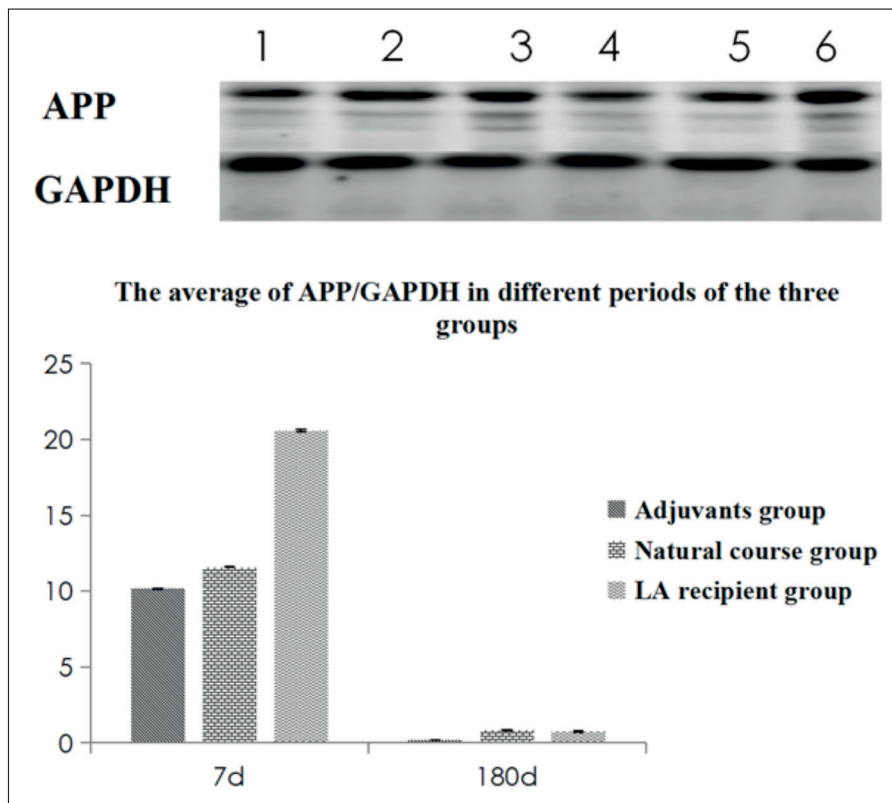 1 2 3 4 5 6
APP
GAPDH
The average of APP/GAPDH in different periods of the three
groups
25
20
15
10
5
0
7d 180d
Adjuvants group
Natural course group
LA recipient group